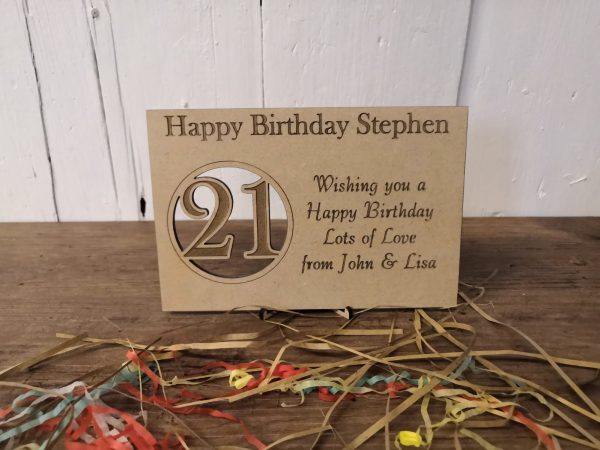 Happy Birthday Stephen
21
Wishing you a
Happy Birthday
Lots of Love
from John & Lisa